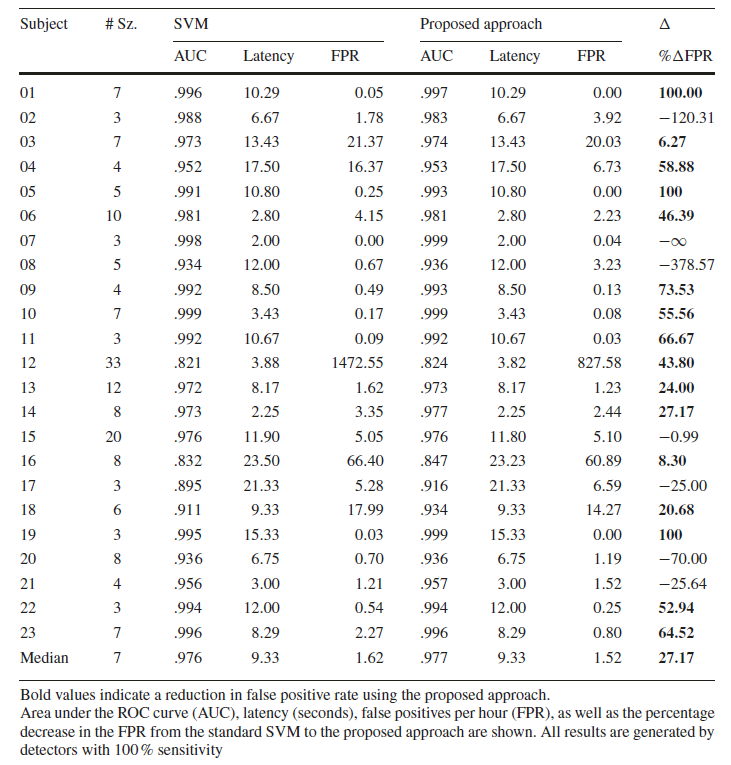 Subject # Sz. SVM Proposed approach Δ
AUC Latency FPR AUC Latency FPR %ΔFPR
01 7 .996 10.29 0.05 .997 10.29 0.00 100.00
02 3 .988 6.67 1.78 .983 6.67 3.92 −120.31
03 7 .973 13.43 21.37 .974 13.43 20.03 6.27
04 4 .952 17.50 16.37 .953 17.50 6.73 58.88
05 5 .991 10.80 0.25 .993 10.80 0.00 100
06 10 .981 2.80 4.15 .981 2.80 2.23 46.39
07 3 .998 2.00 0.00 .999 2.00 0.04 −∞
08 5 .934 12.00 0.67 .936 12.00 3.23 −378.57
09 4 .992 8.50 0.49 .993 8.50 0.13 73.53
10 7 .999 3.43 0.17 .999 3.43 0.08 55.56
11 3 .992 10.67 0.09 .992 10.67 0.03 66.67
12 33 .821 3.88 1472.55 .824 3.82 827.58 43.80
13 12 .972 8.17 1.62 .973 8.17 1.23 24.00
14 8 .973 2.25 3.35 .977 2.25 2.44 27.17
15 20 .976 11.90 5.05 .976 11.80 5.10 −0.99
16 8 .832 23.50 66.40 .847 23.23 60.89 8.30
17 3 .895 21.33 5.28 .916 21.33 6.59 −25.00
18 6 .911 9.33 17.99 .934 9.33 14.27 20.68
19 3 .995 15.33 0.03 .999 15.33 0.00 100
20 8 .936 6.75 0.70 .936 6.75 1.19 −70.00
21 4 .956 3.00 1.21 .957 3.00 1.52 −25.64
22 3 .994 12.00 0.54 .994 12.00 0.25 52.94
23 7 .996 8.29 2.27 .996 8.29 0.80 64.52
Median 7 .976 9.33 1.62 .977 9.33 1.52 27.17
Bold values indicate a reduction in false positive rate using the proposed approach.
Area under the ROC curve (AUC), latency (seconds), false positives per hour (FPR), as well as the percentage
decrease in the FPR from the standard SVM to the proposed approach are shown. All results are generated by
detectors with 100 % sensitivity